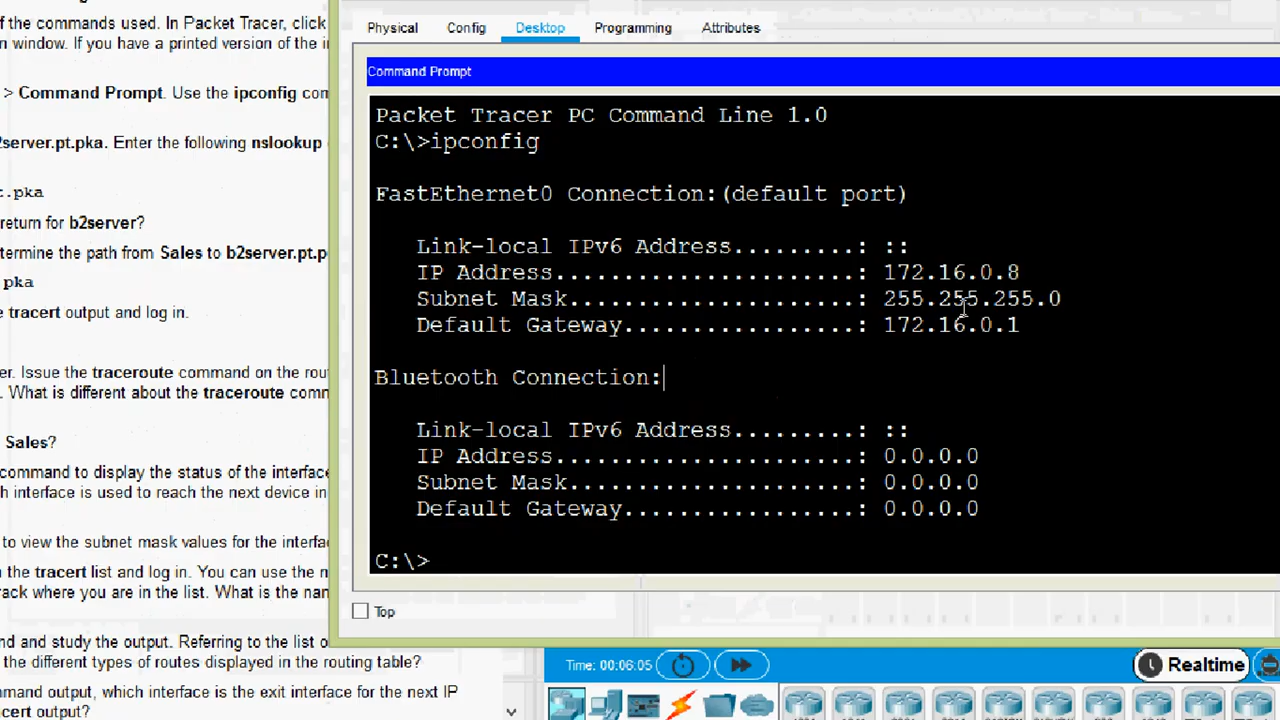 of the commands used. In Packet Tracer, click
n window. If you have a printed version of the i
> Command Prompt. Use the ipconfig com
2server.pt.pka. Enter the following nslookup
t.pka
return for b2server?
termine the path from Sales to b2server.pt.p
pka
e tracert output and log in.
er. Issue the traceroute command on the rou
. What is different about the traceroute comm
Sales?
command to display the status of the interface
h interface is used to reach the next device in
to view the subnet mask values for the interfa
n the tracert list and log in. You can use the n
rack where you are in the list. What is the nan
nd and study the output. Referring to the list o
the different types of routes displayed in the routing table?
mmand output, which interface is the exit interface for the next IP
cert output?
Physical Config Desktop Programming Attributes
Command Prompt
Packet Tracer PC Command Line 1.0
C:\>ipconfig
FastEthernet0 Connection:(default port)
Link-local IPv6 Address.........: ::
IP Address......................: 172.16.0.8
Subnet Mask.....................: 255.255.255.0
Default Gateway.................: 172.16.0.1
Bluetooth Connection:
Link-local IPv6 Address.........: ::
IP Address......................: 0.0.0.0
Subnet Mask.....................: 0.0.0.0
Default Gateway.................: 0.0.0.0
C:\>
Top
Time: 00:06:05
Realtime